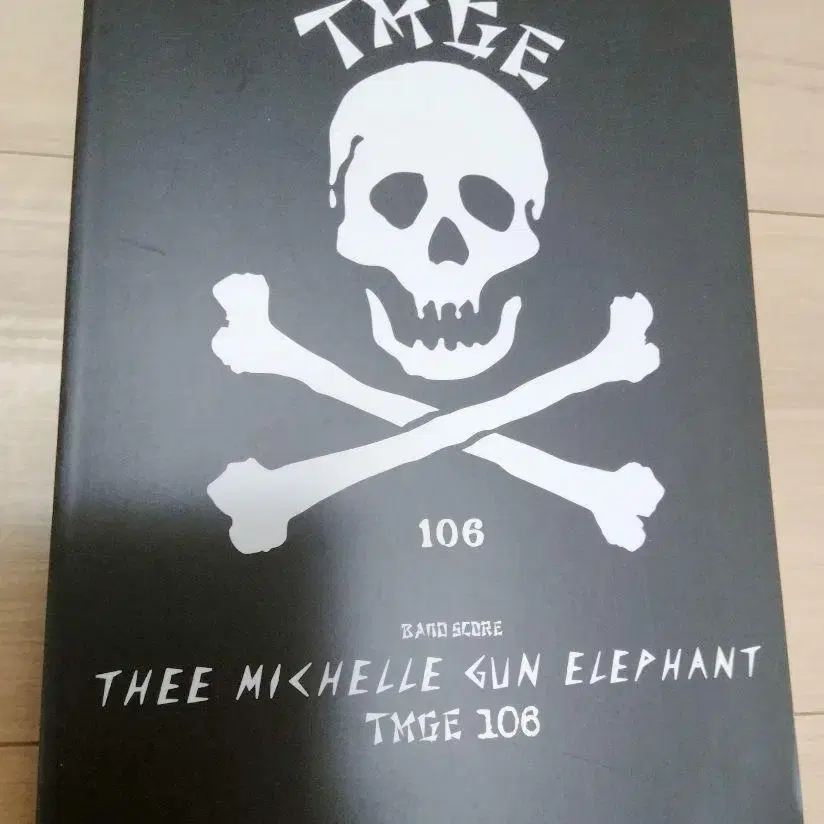 TMGE
106
BAND SCORE
THEE MICHELLE GUN ELEPHANT
TMGE 106